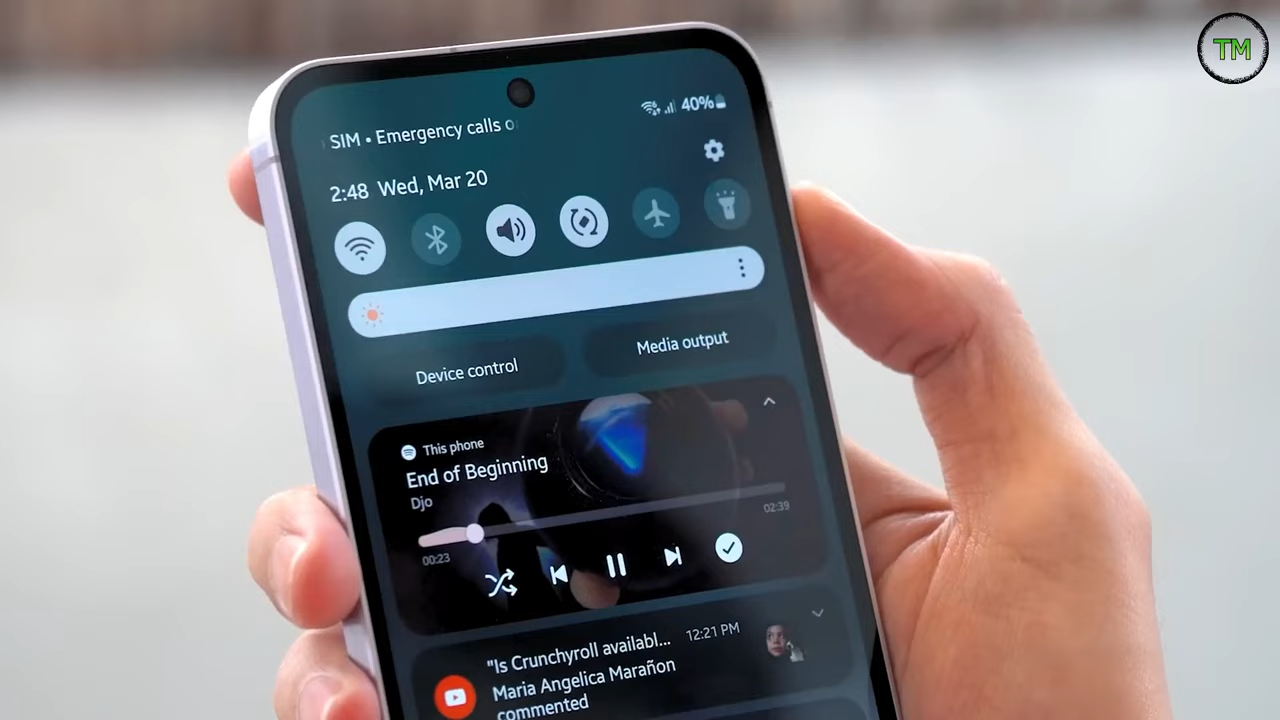 TM
40%
SIM • Emergency calls o
2:48 Wed, Mar 20
Device control
Media output
This phone
End of Beginning
Djo
00:23
02:39
"Is Crunchyroll availabl...
12:21 PM
Maria Angelica Marañon
commented